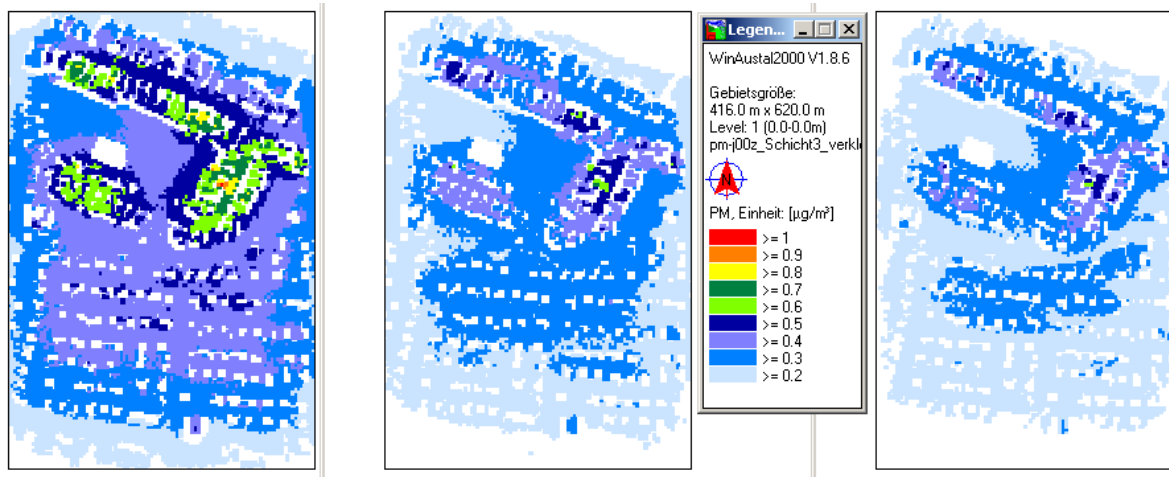 Legen...
WinAustal2000 V1.8.6
Gebietsgröße:
416.0 m x 620.0 m
Level: 1 (0.0-0.0m)
pm-j00z_Schicht3_verkle
N
PM, Einheit: [µg/m³]
>= 1
>= 0.9
>= 0.8
>= 0.7
>= 0.6
>= 0.5
>= 0.4
>= 0.3
>= 0.2